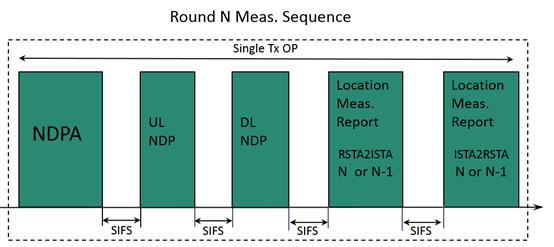 Round N Meas. Sequence
Single Tx OP
NDPA
UL
NDP
DL
NDP
Location
Meas.
Report
RSTA2ISTA
N or N-1
Location
Meas.
Report
ISTA2RSTA
N or N-1
SIFS
SIFS
SIFS
SIFS